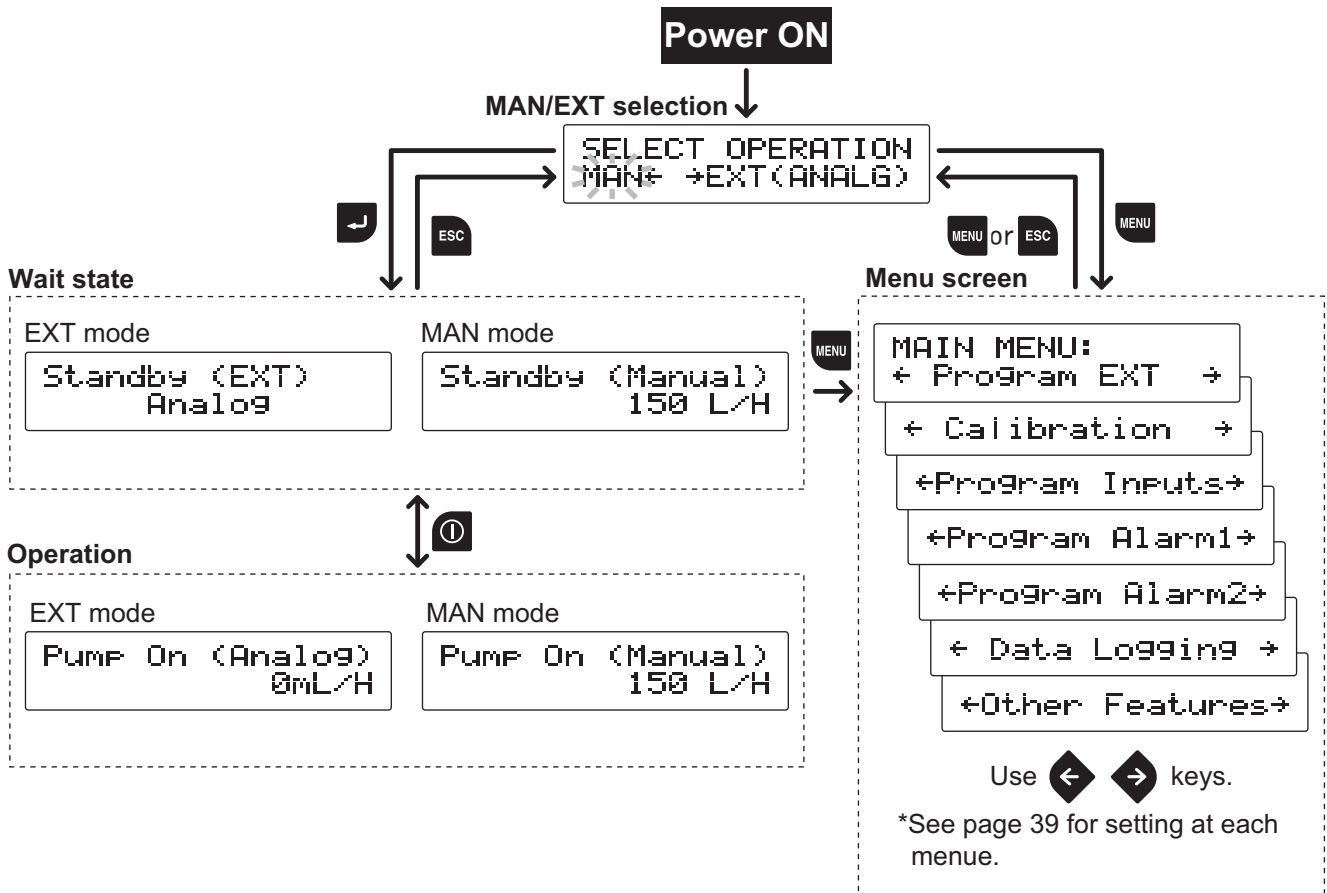 Power ON
MAN/EXT selection
SELECT OPERATION
MAN← →EXT(ANALG)
ESC
MENU or ESC
MENU
Wait state
EXT mode
Standby (EXT)
Analog
MAN mode
Standby (Manual)
150 L/H
MENU
Menu screen
MAIN MENU:
← Program EXT →
← Calibration →
←Program Inputs→
←Program Alarm1→
←Program Alarm2→
← Data Logging →
←Other Features→
Use ← → keys.
*See page 39 for setting at each
menue.
Operation
EXT mode
Pump On (Analog)
0mL/H
MAN mode
Pump On (Manual)
150 L/H